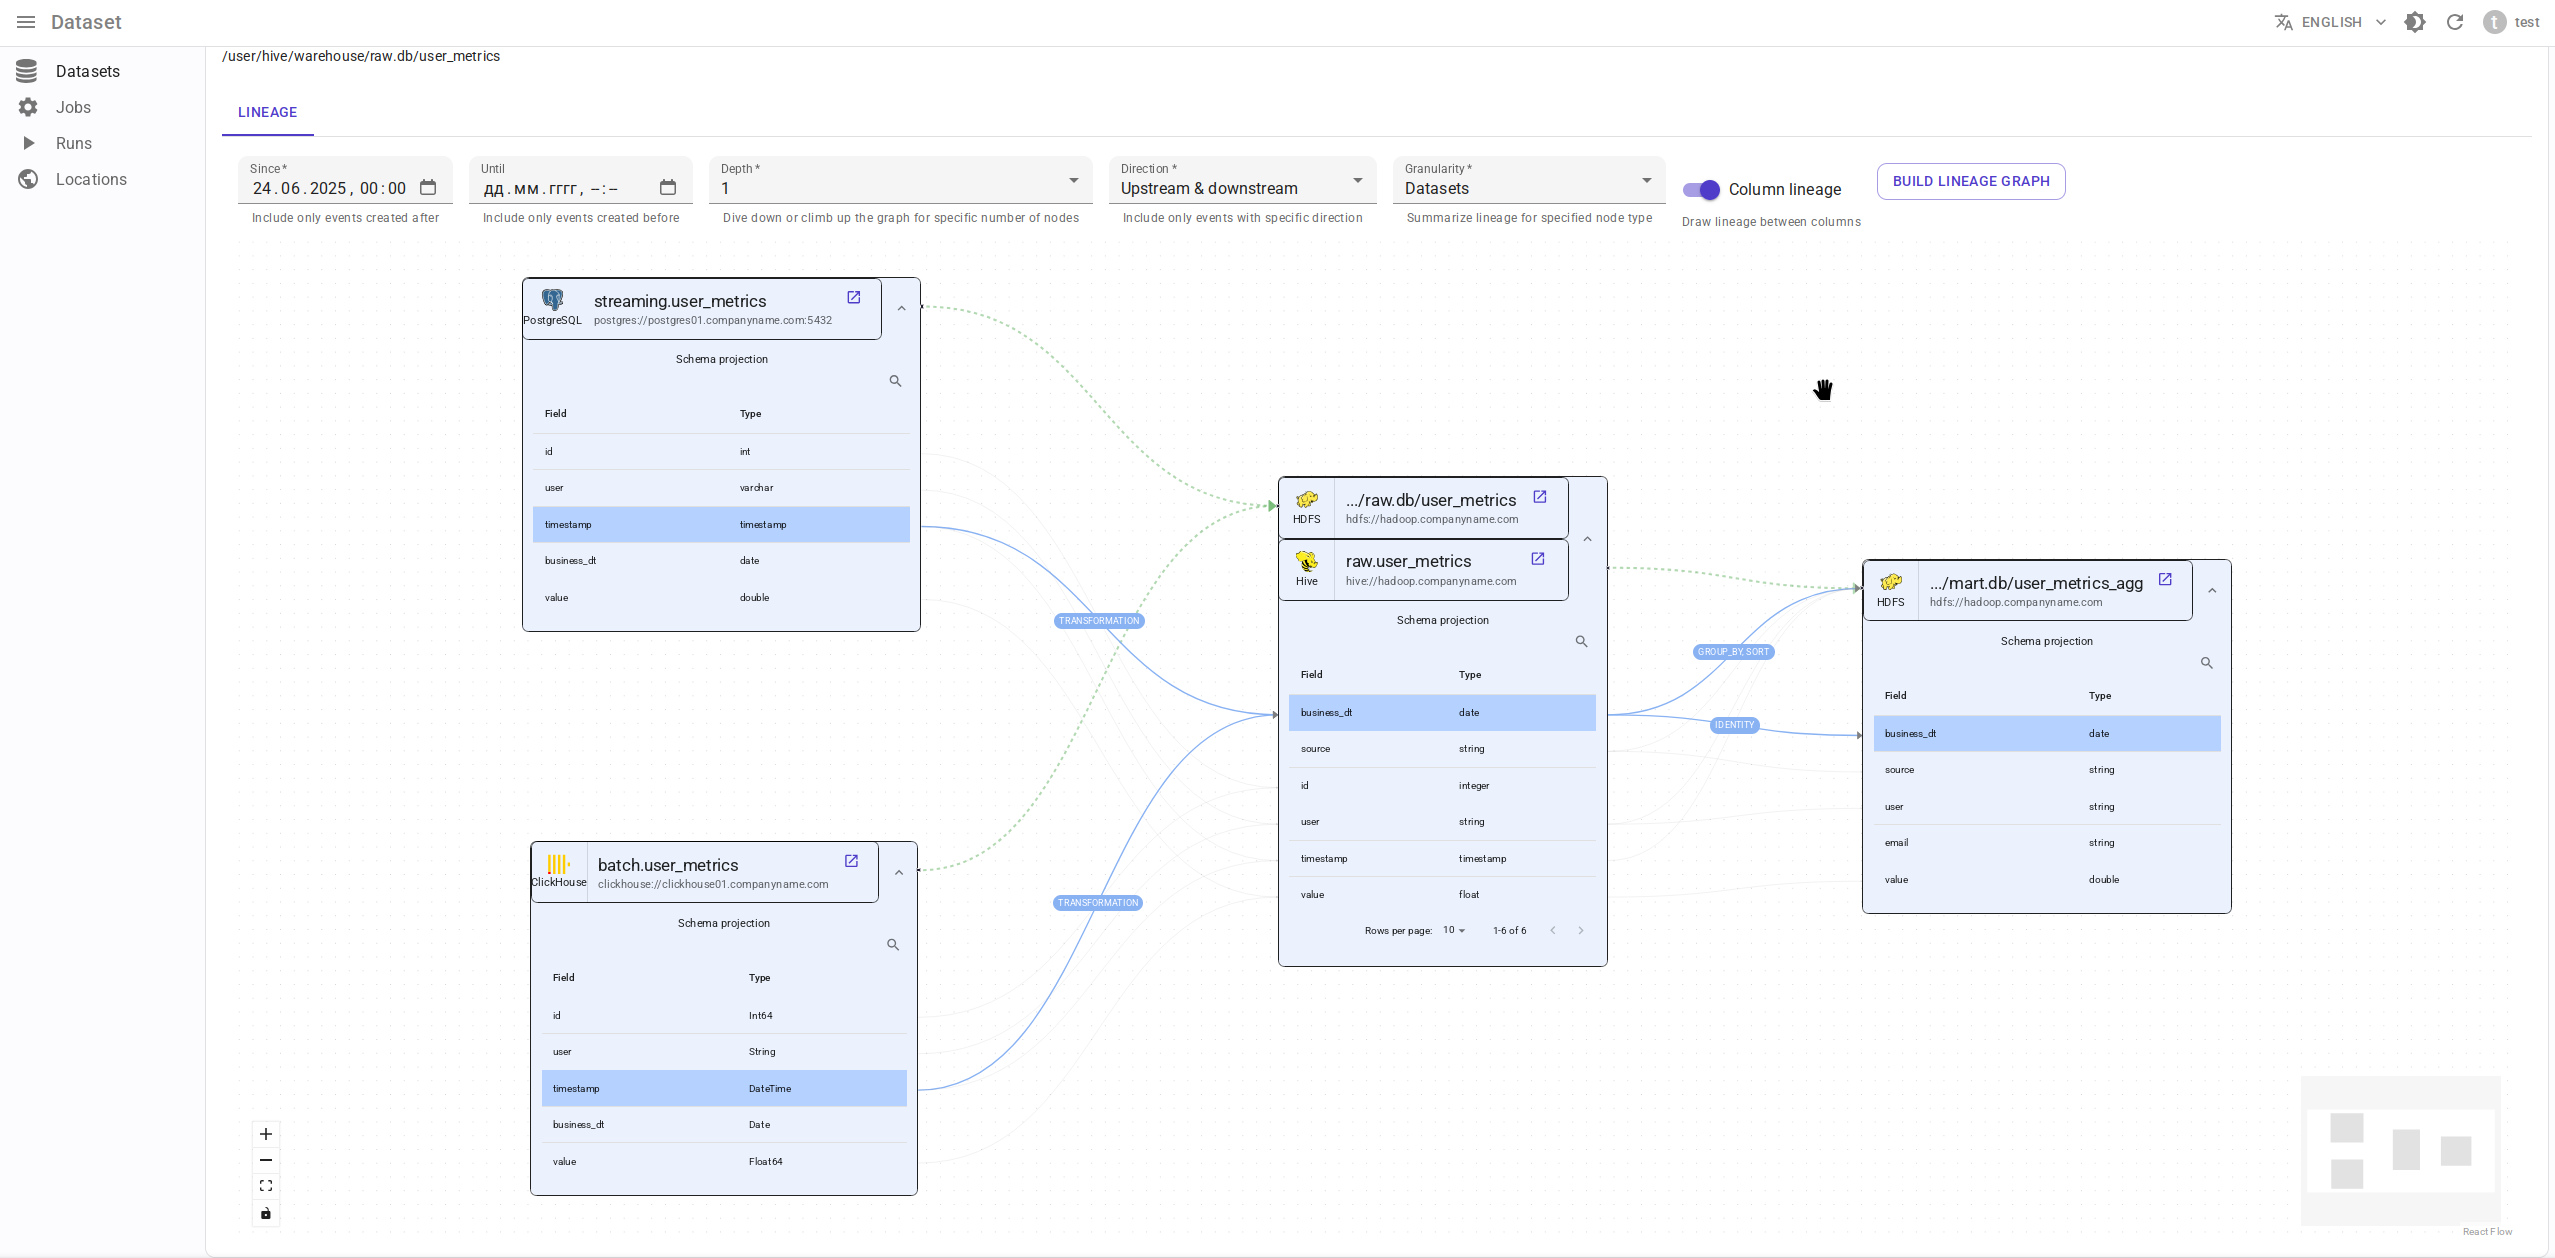 Dataset
ENGLISH
t
test
Datasets
Jobs
Runs
Locations
/user/hive/warehouse/raw.db/user_metrics
LINEAGE
Since *
24.06.2025, 00:00
Include only events created after
Until
дд.мм.гггг, --:--
Include only events created before
Depth *
1
Dive down or climb up the graph for specific number of nodes
Direction *
Upstream & downstream
Include only events with specific direction
Granularity *
Datasets
Summarize lineage for specified node type
Column lineage
Draw lineage between columns
BUILD LINEAGE GRAPH
PostgreSQL
streaming.user_metrics
postgres://postgres01.companyname.com:5432
Schema projection
Field Type
id int
user varchar
timestamp timestamp
business_dt date
value double
ClickHouse
batch.user_metrics
clickhouse://clickhouse01.companyname.com
Schema projection
Field Type
id Int64
user String
timestamp DateTime
business_dt Date
value Float64
TRANSFORMATION
TRANSFORMATION
HDFS
.../raw.db/user_metrics
hdfs://hadoop.companyname.com
Hive
raw.user_metrics
hive://hadoop.companyname.com
Schema projection
Field Type
business_dt date
source string
id integer
user string
timestamp timestamp
value float
Rows per page: 10 1-6 of 6
GROUP_BY, SORT
IDENTITY
HDFS
.../mart.db/user_metrics_agg
hdfs://hadoop.companyname.com
Schema projection
Field Type
business_dt date
source string
user string
email string
value double
React Flow